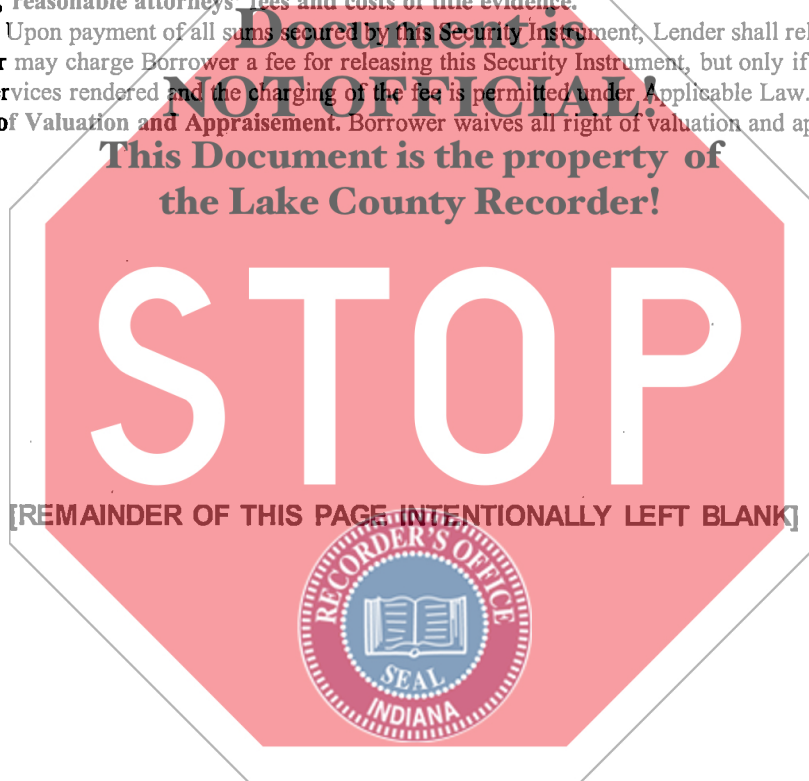 reasonable attorneys' fees and costs of title evidence.
Document is
Upon payment of all sums secured by this Security Instrument, Lender shall rel
r may charge Borrower a fee for releasing this Security Instrument, but only if
NOT OFFICIAL!
rvices rendered and the charging of the fee is permitted under Applicable Law.
of Valuation and Appraisement. Borrower waives all right of valuation and ap
This Document is the property of
the Lake County Recorder!
STOP
[REMAINDER OF THIS PAGE INTENTIONALLY LEFT BLANK]
RECORDER'S OFFICE
SEAL
INDIANA